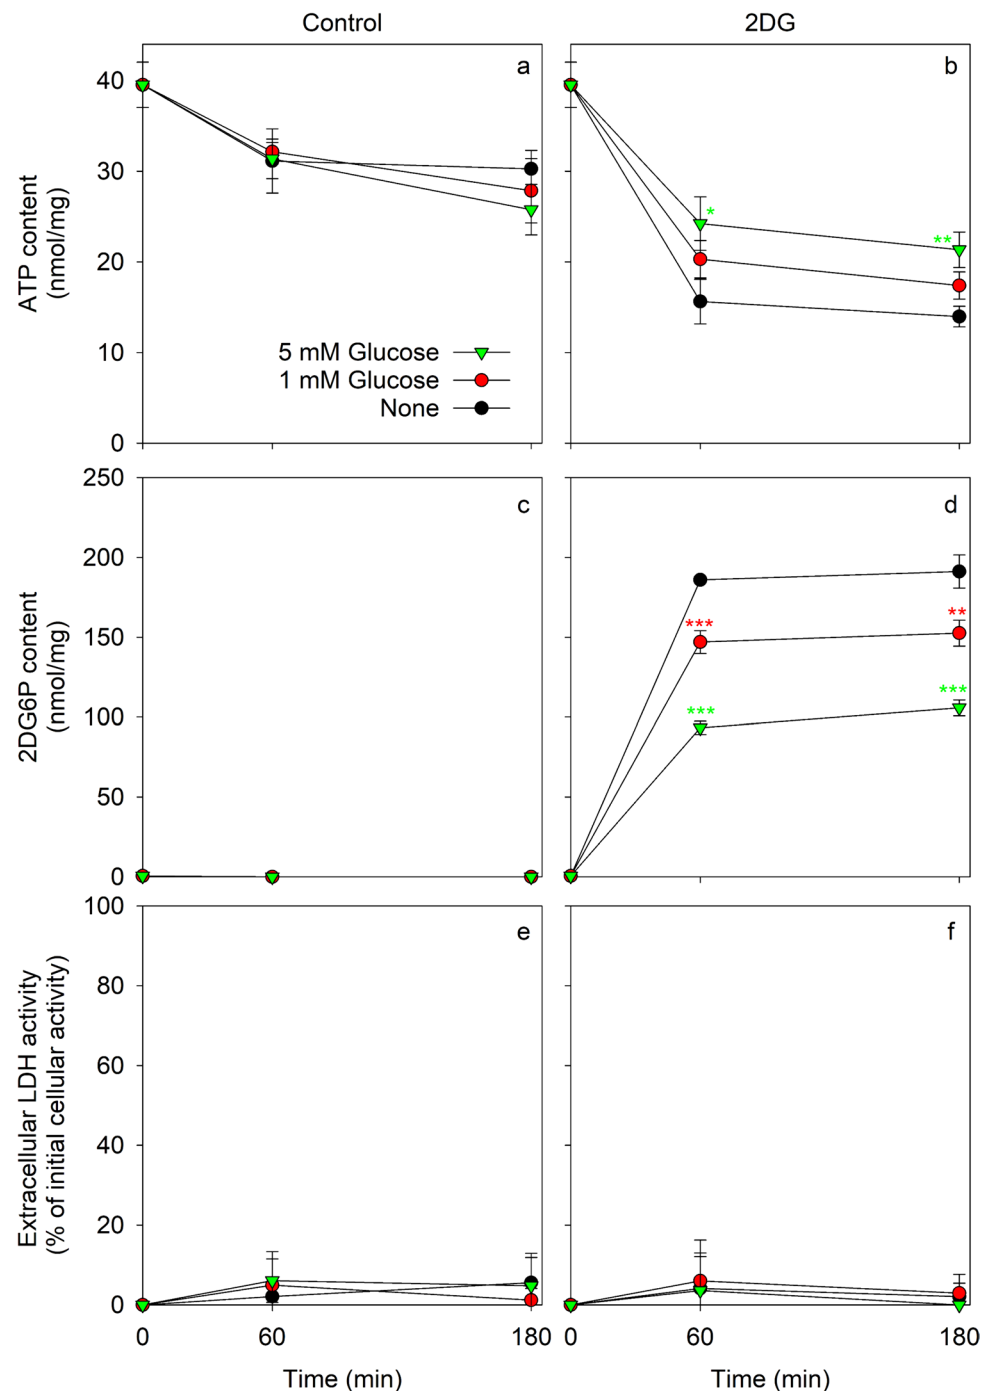 Control
2DG
a
b
ATP content
(nmol/mg)
40
30
20
10
0
5 mM Glucose
1 mM Glucose
None
*
**
c
d
2DG6P content
(nmol/mg)
250
200
150
100
50
0
***
**
***
***
e
f
Extracellular LDH activity
(% of initial cellular activity)
100
80
60
40
20
0
0 60 180 0 60 180
Time (min) Time (min)